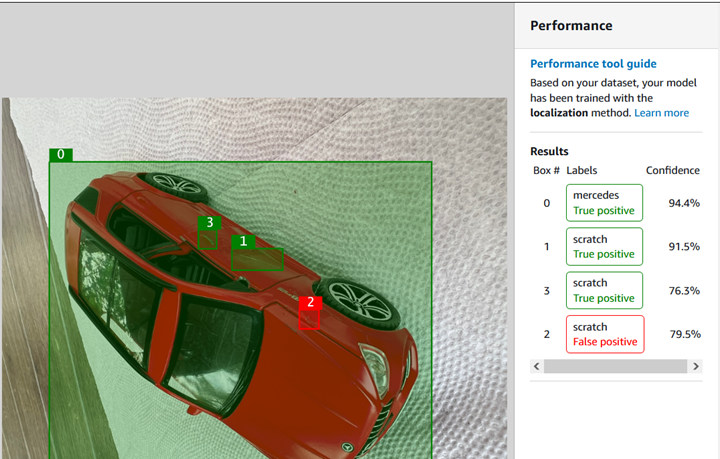 Performance
Performance tool guide
Based on your dataset, your model
has been trained with the
localization method. Learn more
Results
Box # Labels Confidence
0 mercedes 94.4%
True positive
1 scratch 91.5%
True positive
3 scratch 76.3%
True positive
2 scratch 79.5%
False positive
0
3
1
2